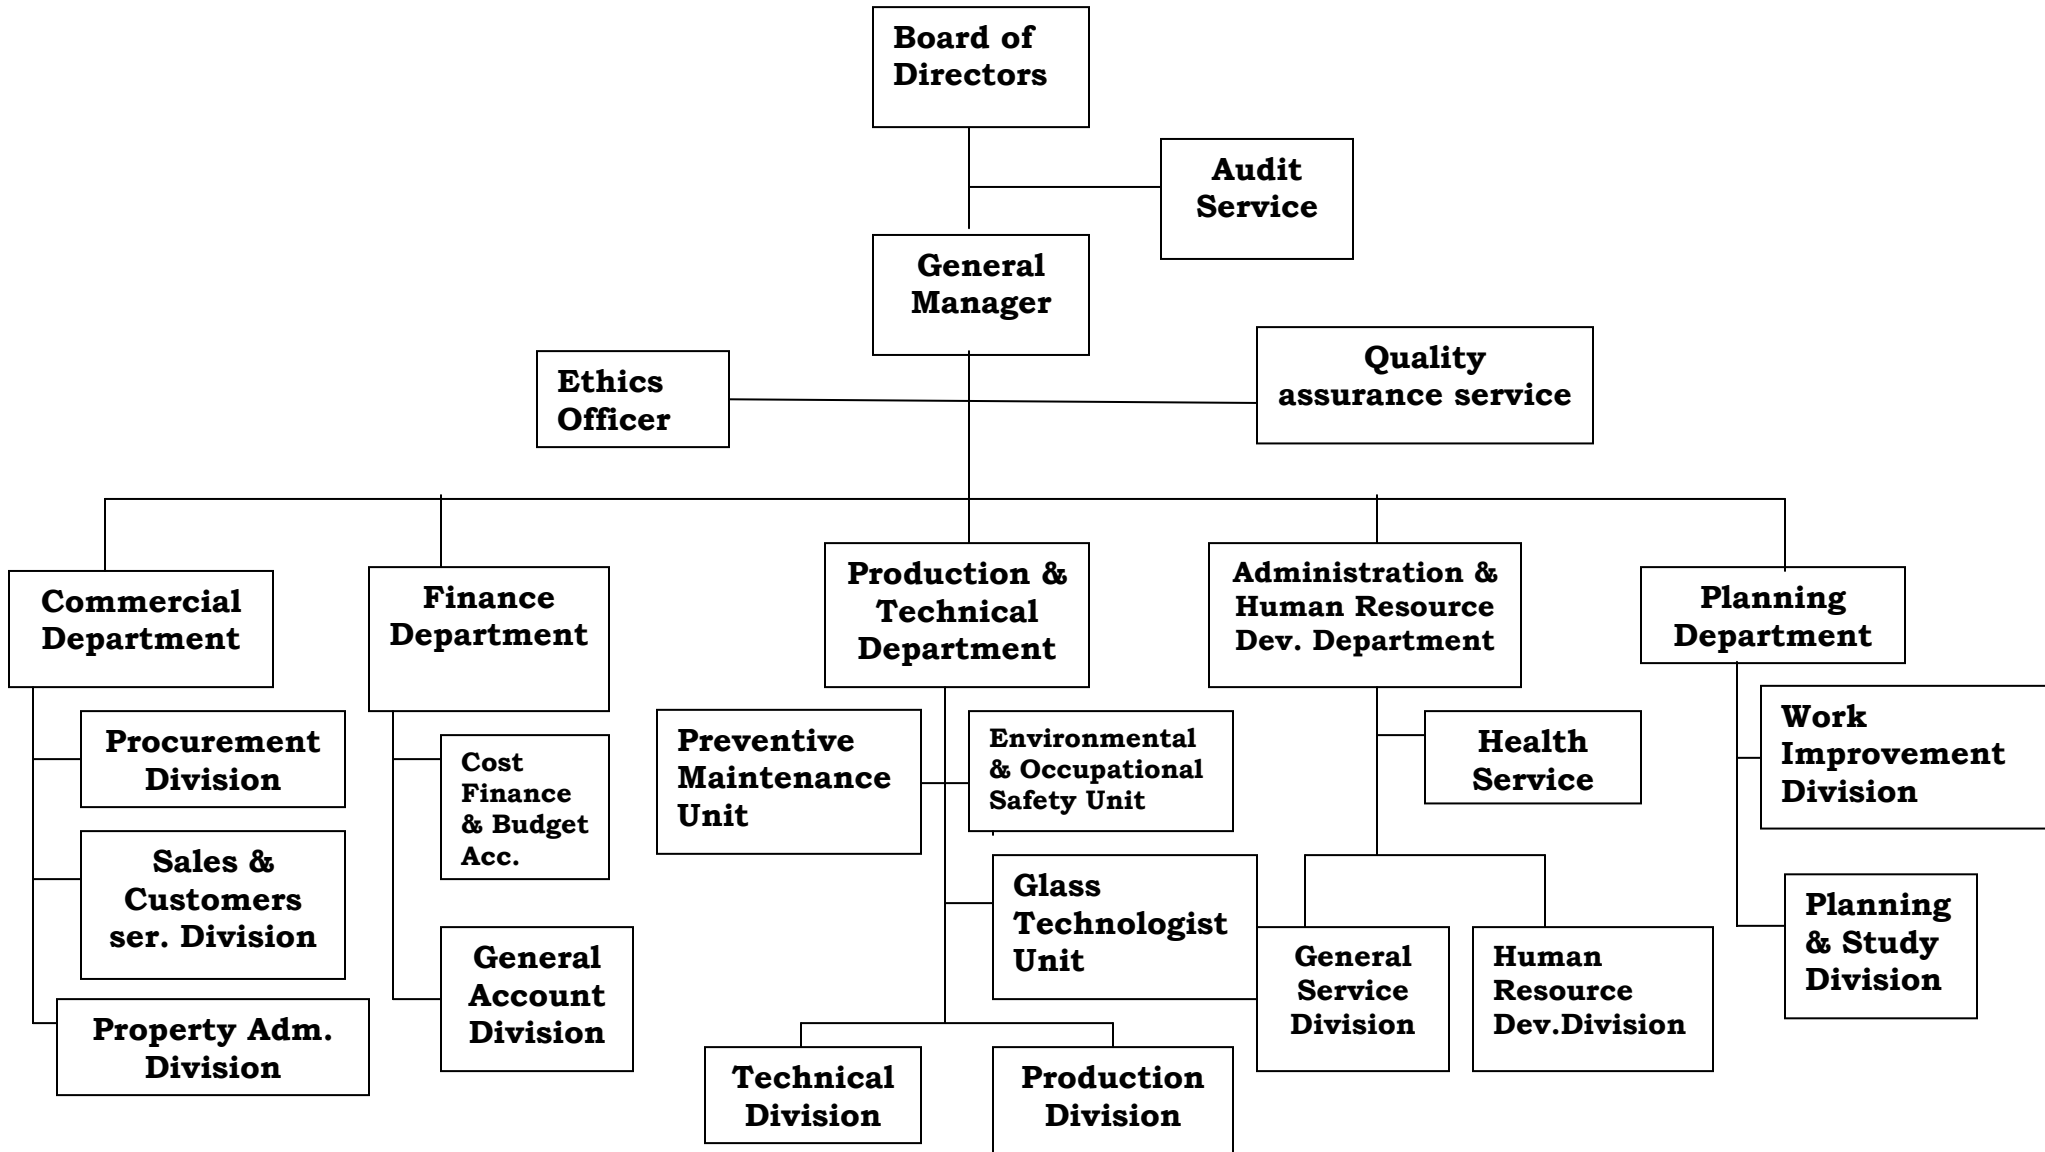 Board of
Directors
Audit
Service
General
Manager
Ethics
Officer
Quality
assurance service
Commercial
Department
Finance
Department
Production &
Technical
Department
Administration &
Human Resource
Dev. Department
Planning
Department
Procurement
Division
Sales &
Customers
ser. Division
Property Adm.
Division
Cost
Finance
& Budget
Acc.
General
Account
Division
Preventive
Maintenance
Unit
Environmental
& Occupational
Safety Unit
Glass
Technologist
Unit
Technical
Division
Production
Division
Health
Service
General
Service
Division
Human
Resource
Dev.Division
Work
Improvement
Division
Planning
& Study
Division